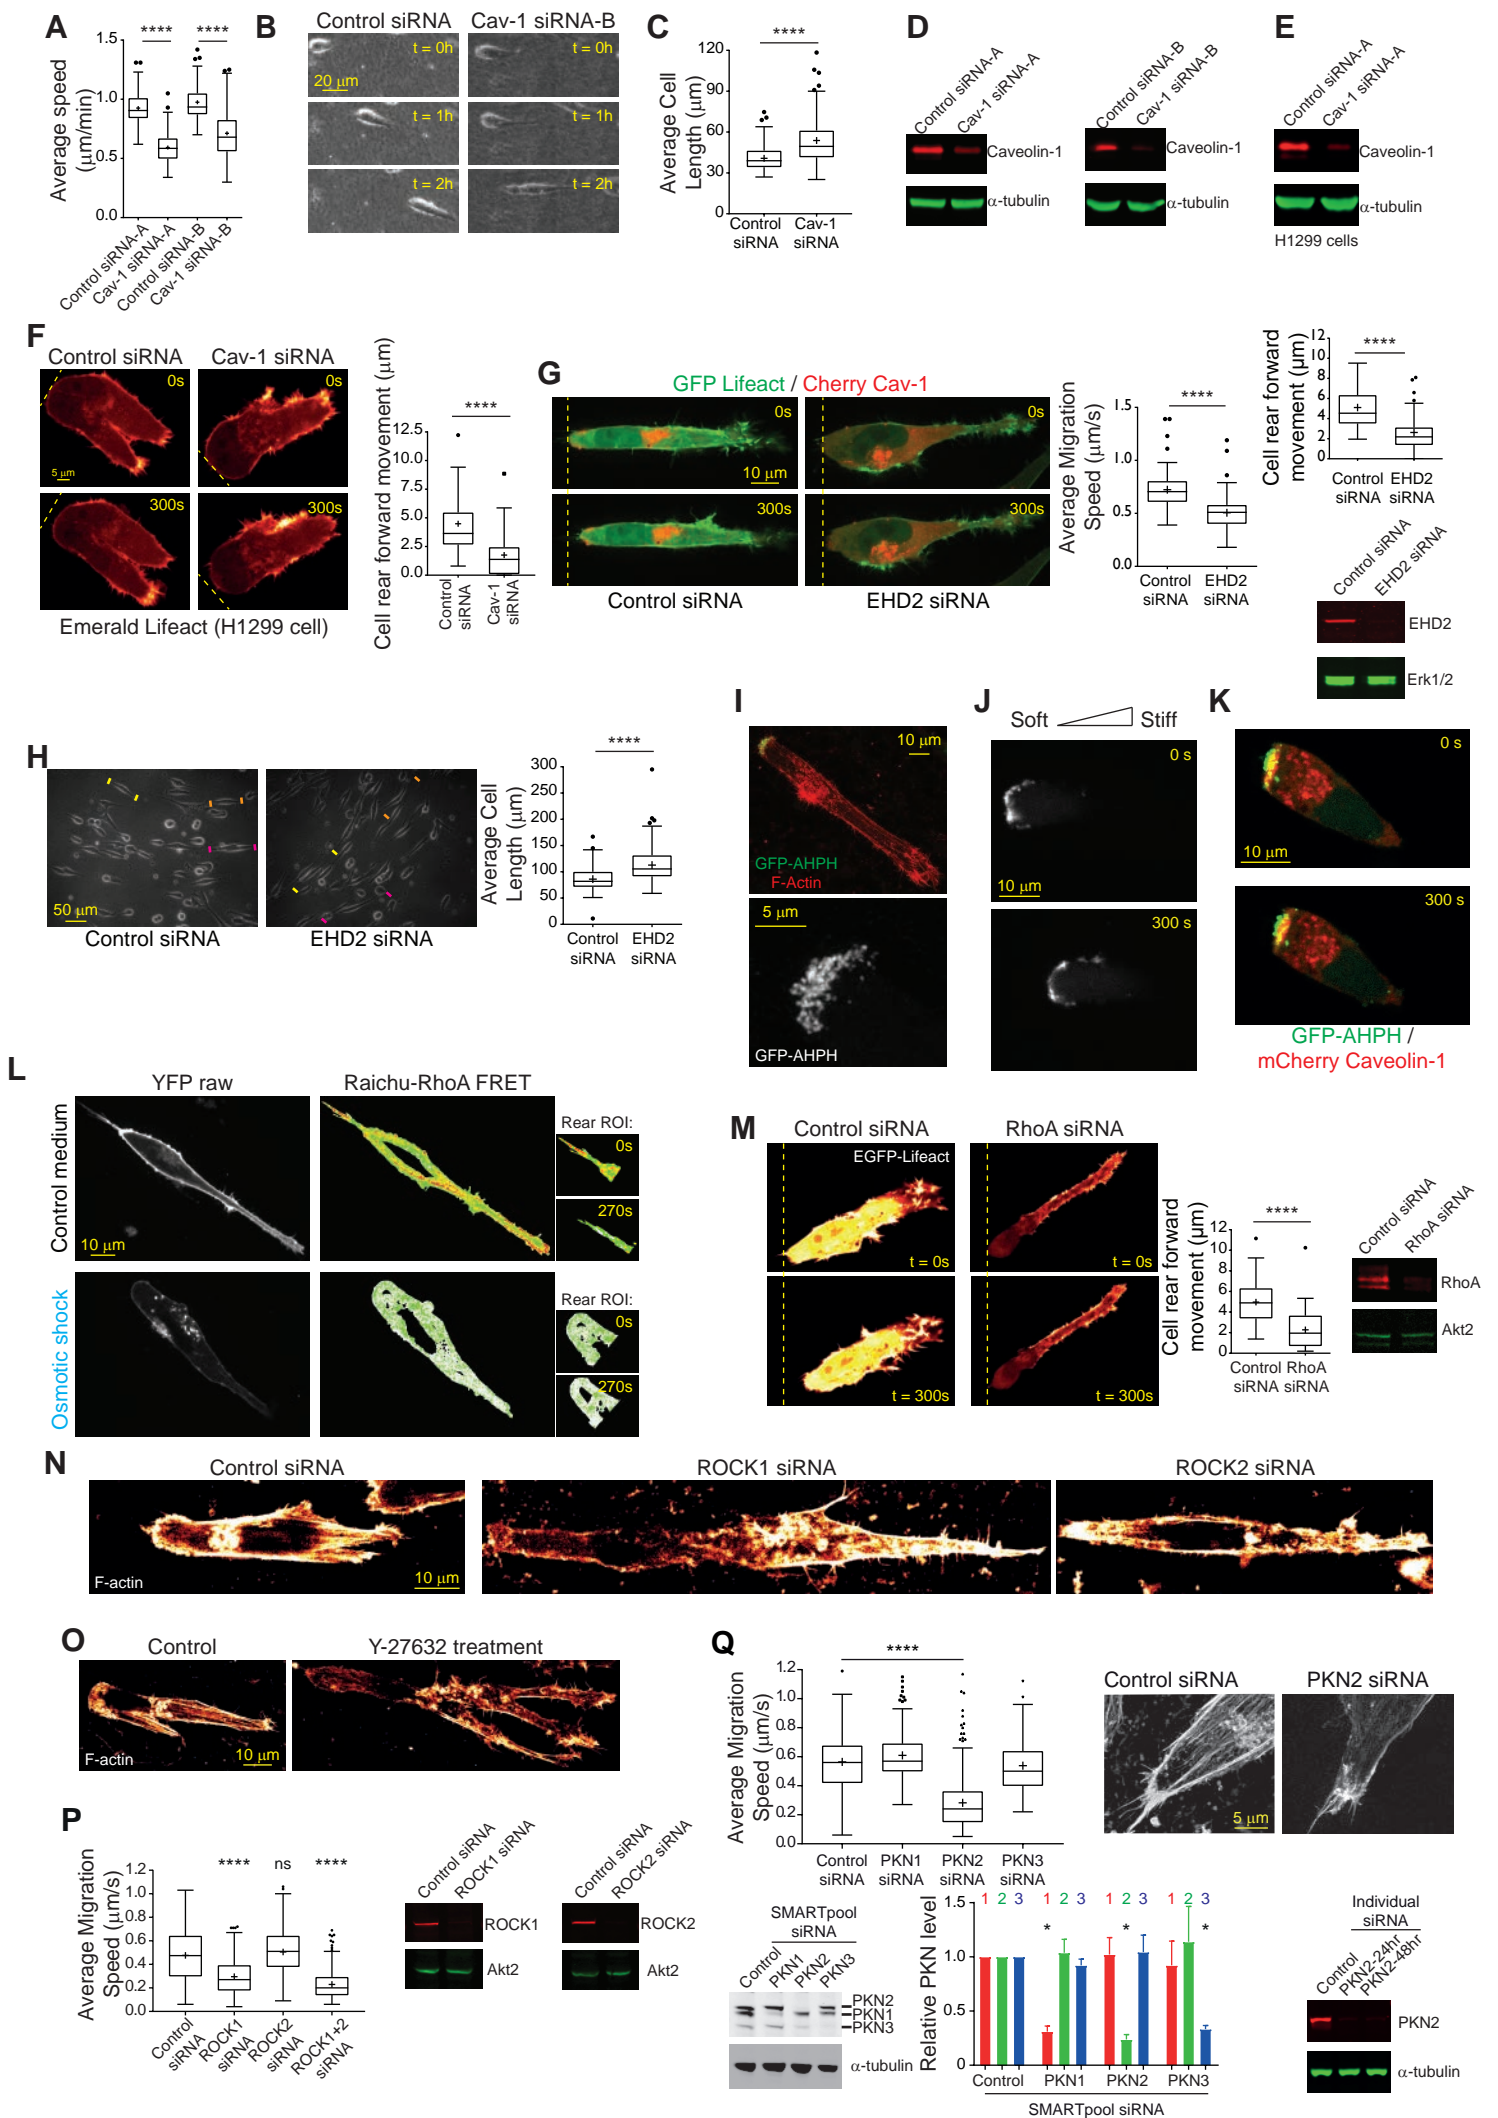 A
Average speed
(μm/min)
1.5
1.0
0.5
0.0
**** ****
Control siRNA-A
Cav-1 siRNA-A
Control siRNA-B
Cav-1 siRNA-B
B
Control siRNA Cav-1 siRNA-B
t = 0h t = 0h
20 μm
t = 1h t = 1h
t = 2h t = 2h
C
Average Cell
Length (μm)
120
90
60
30
0
****
Control
siRNA
Cav-1
siRNA
D
Control siRNA-A
Cav-1 siRNA-A
Caveolin-1
α-tubulin
Control siRNA-B
Cav-1 siRNA-B
Caveolin-1
α-tubulin
E
Control siRNA-A
Cav-1 siRNA-A
Caveolin-1
α-tubulin
H1299 cells
F
Control siRNA Cav-1 siRNA
0s 0s
5 μm
300s 300s
Emerald Lifeact (H1299 cell)
Cell rear forward movement (μm)
12.5
10.0
7.5
5.0
2.5
0.0
****
Control
siRNA
Cav-1
siRNA
G
GFP Lifeact / Cherry Cav-1
0s 0s
10 μm
300s 300s
Control siRNA EHD2 siRNA
Average Migration
Speed (μm/s)
1.5
1.0
0.5
0.0
****
Control
siRNA
EHD2
siRNA
Cell rear forward
movement (μm)
12
10
8
6
4
2
0
****
Control
siRNA
EHD2
siRNA
Control siRNA
EHD2 siRNA
EHD2
Erk1/2
H
50 μm
Control siRNA EHD2 siRNA
Average Cell
Length (μm)
300
250
200
150
100
50
0
****
Control
siRNA
EHD2
siRNA
I
10 μm
GFP-AHPH
F-Actin
5 μm
GFP-AHPH
J
Soft Stiff
0 s
10 μm
300 s
K
0 s
10 μm
300 s
GFP-AHPH /
mCherry Caveolin-1
L
YFP raw Raichu-RhoA FRET
Control medium
10 μm
Rear ROI:
0s
270s
Osmotic shock
Rear ROI:
0s
270s
M
Control siRNA RhoA siRNA
EGFP-Lifeact
t = 0s t = 0s
t = 300s t = 300s
Cell rear forward
movement (μm)
12
10
8
6
4
2
0
****
Control
siRNA
RhoA
siRNA
Control siRNA
RhoA siRNA
RhoA
Akt2
N
Control siRNA ROCK1 siRNA ROCK2 siRNA
F-actin
10 μm
O
Control Y-27632 treatment
F-actin
10 μm
P
Average Migration
Speed (μm/s)
1.2
1.0
0.8
0.6
0.4
0.2
0.0
**** ns ****
Control
siRNA
ROCK1
siRNA
ROCK2
siRNA
ROCK1+2
siRNA
Control siRNA
ROCK1 siRNA
ROCK1
Akt2
Control siRNA
ROCK2 siRNA
ROCK2
Akt2
Q
Average Migration
Speed (μm/s)
1.2
1.0
0.8
0.6
0.4
0.2
0.0
****
Control
siRNA
PKN1
siRNA
PKN2
siRNA
PKN3
siRNA
Control siRNA PKN2 siRNA
5 μm
SMARTpool
siRNA
Control
PKN1
PKN2
PKN3
PKN2
PKN1
PKN3
α-tubulin
Relative PKN level
1.5
1.0
0.5
0
1 2 3 1 2 3 1 2 3 1 2 3
* * *
Control PKN1 PKN2 PKN3
SMARTpool siRNA
Individual
siRNA
Control
PKN2-24hr
PKN2-48hr
PKN2
α-tubulin